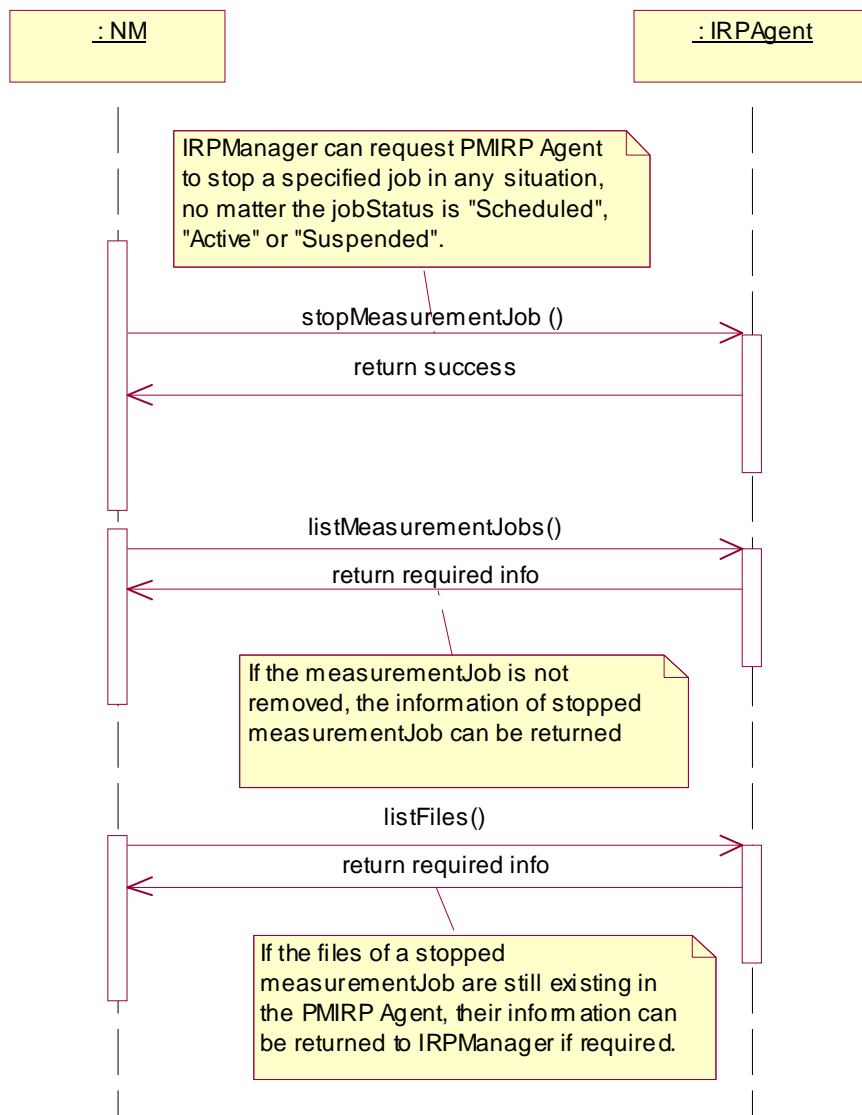 : NM
: IRPAgent
IRPManager can request PMIRP Agent
to stop a specified job in any situation,
no matter the jobStatus is "Scheduled",
"Active" or "Suspended".
stopMeasurementJob ()
return success
listMeasurementJobs()
return required info
If the measurementJob is not
removed, the information of stopped
measurementJob can be returned
listFiles()
return required info
If the files of a stopped
measurementJob are still existing in
the PMIRP Agent, their information can
be returned to IRPManager if required.